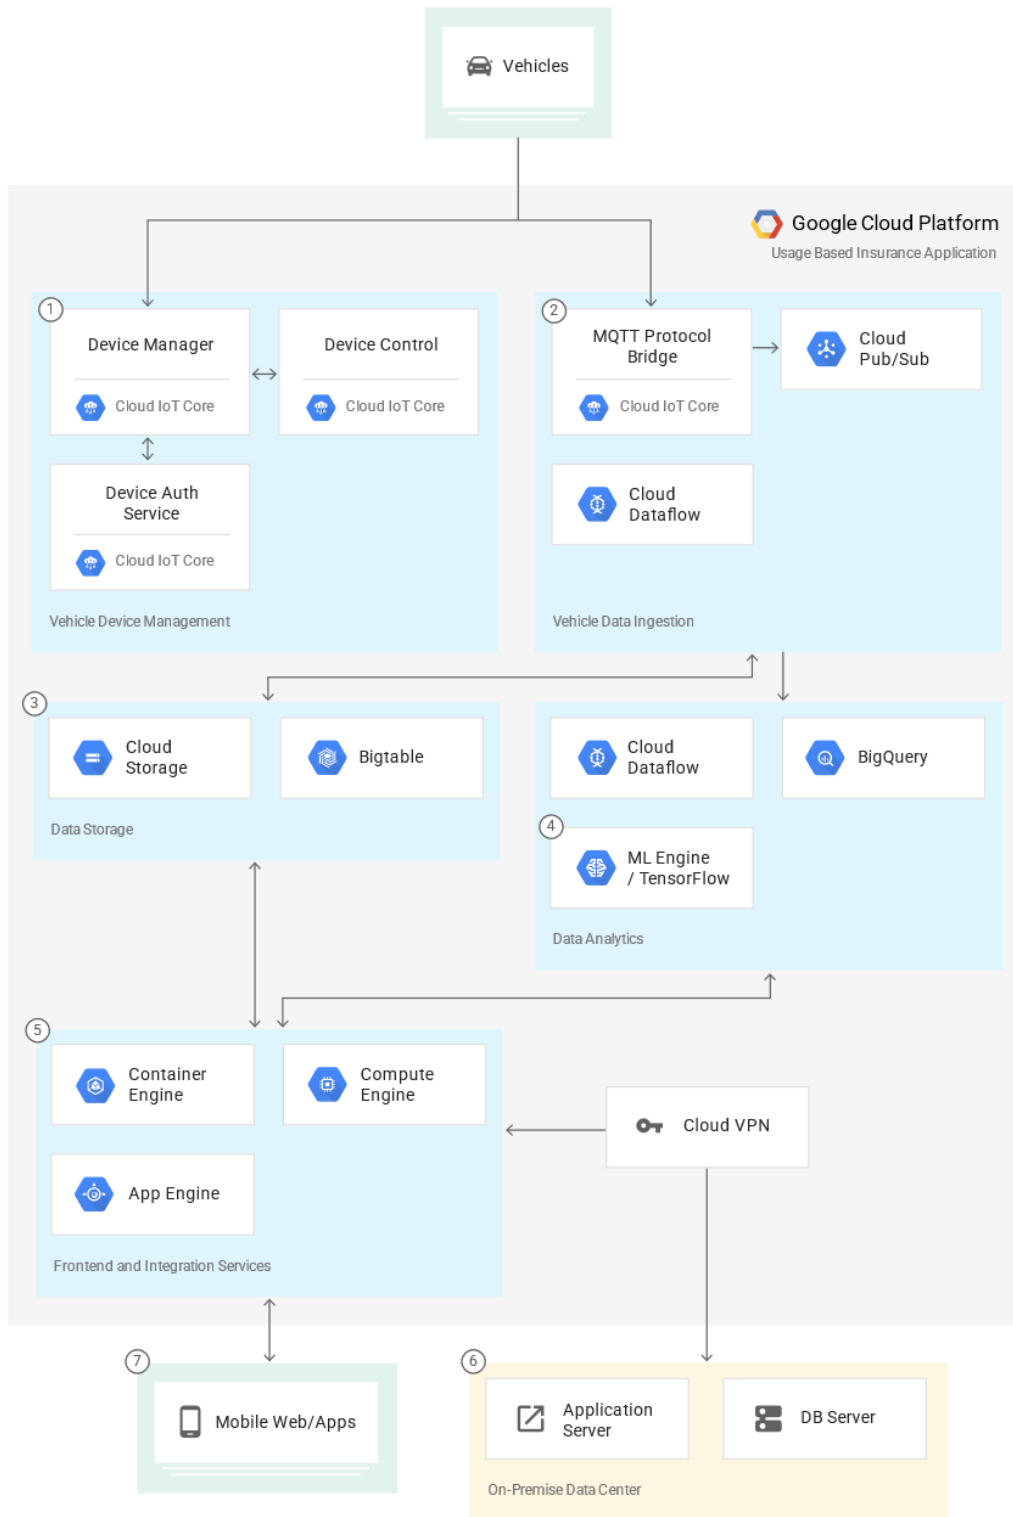 Vehicles
Google Cloud Platform
Usage Based Insurance Application
1
Device Manager
Cloud IoT Core
Device Control
Cloud IoT Core
Device Auth
Service
Cloud IoT Core
Vehicle Device Management
2
MQTT Protocol
Bridge
Cloud IoT Core
Cloud
Pub/Sub
Cloud
Dataflow
Vehicle Data Ingestion
3
Cloud
Storage
Bigtable
Data Storage
Cloud
Dataflow
BigQuery
4
ML Engine
/ TensorFlow
Data Analytics
5
Container
Engine
Compute
Engine
App Engine
Frontend and Integration Services
Cloud VPN
7
Mobile Web/Apps
6
Application
Server
DB Server
On-Premise Data Center